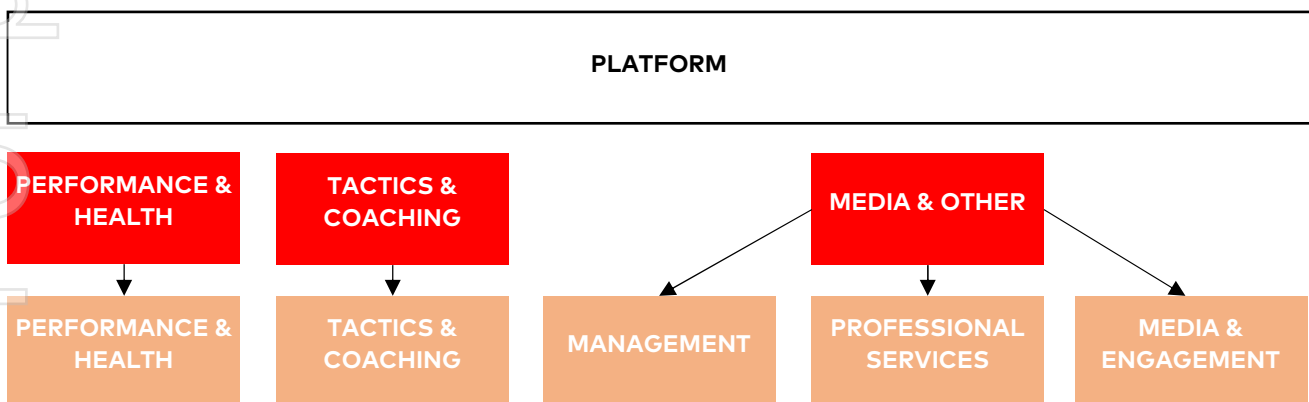 PLATFORM
PERFORMANCE &
HEALTH
TACTICS &
COACHING
MEDIA & OTHER
PERFORMANCE &
HEALTH
TACTICS &
COACHING
MANAGEMENT
PROFESSIONAL
SERVICES
MEDIA &
ENGAGEMENT